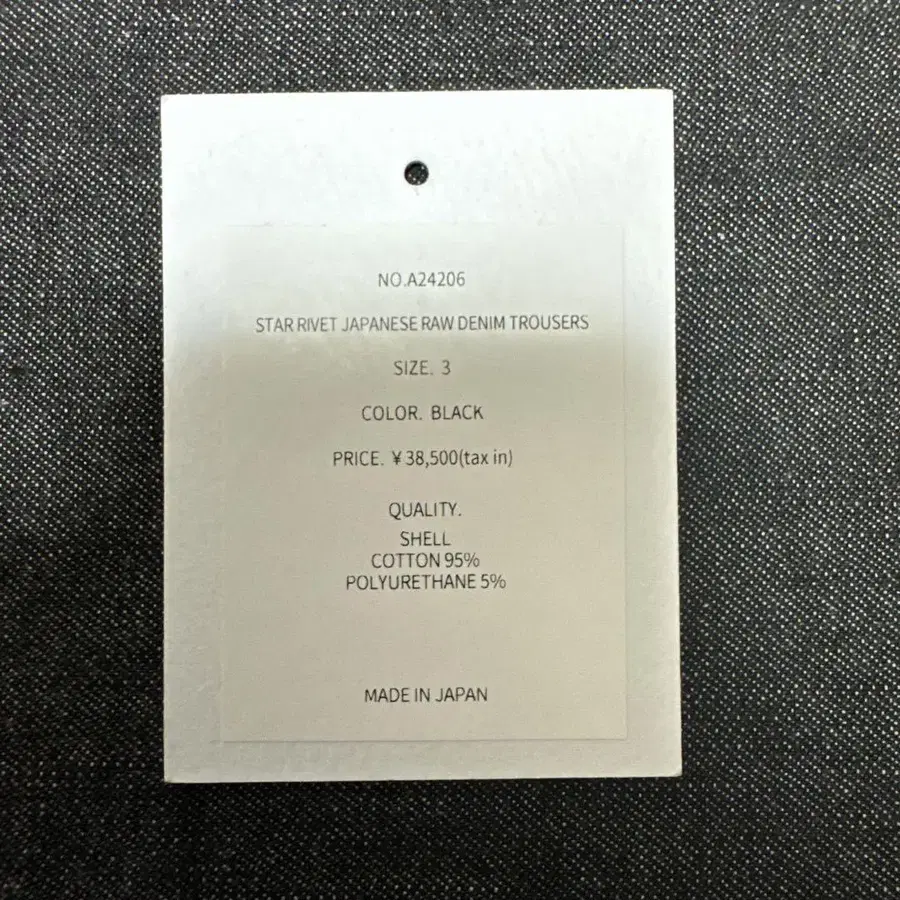 NO.A24206
STAR RIVET JAPANESE RAW DENIM TROUSERS
SIZE. 3
COLOR. BLACK
PRICE. ¥ 38,500(tax in)
QUALITY.
SHELL
COTTON 95%
POLYURETHANE 5%
MADE IN JAPAN